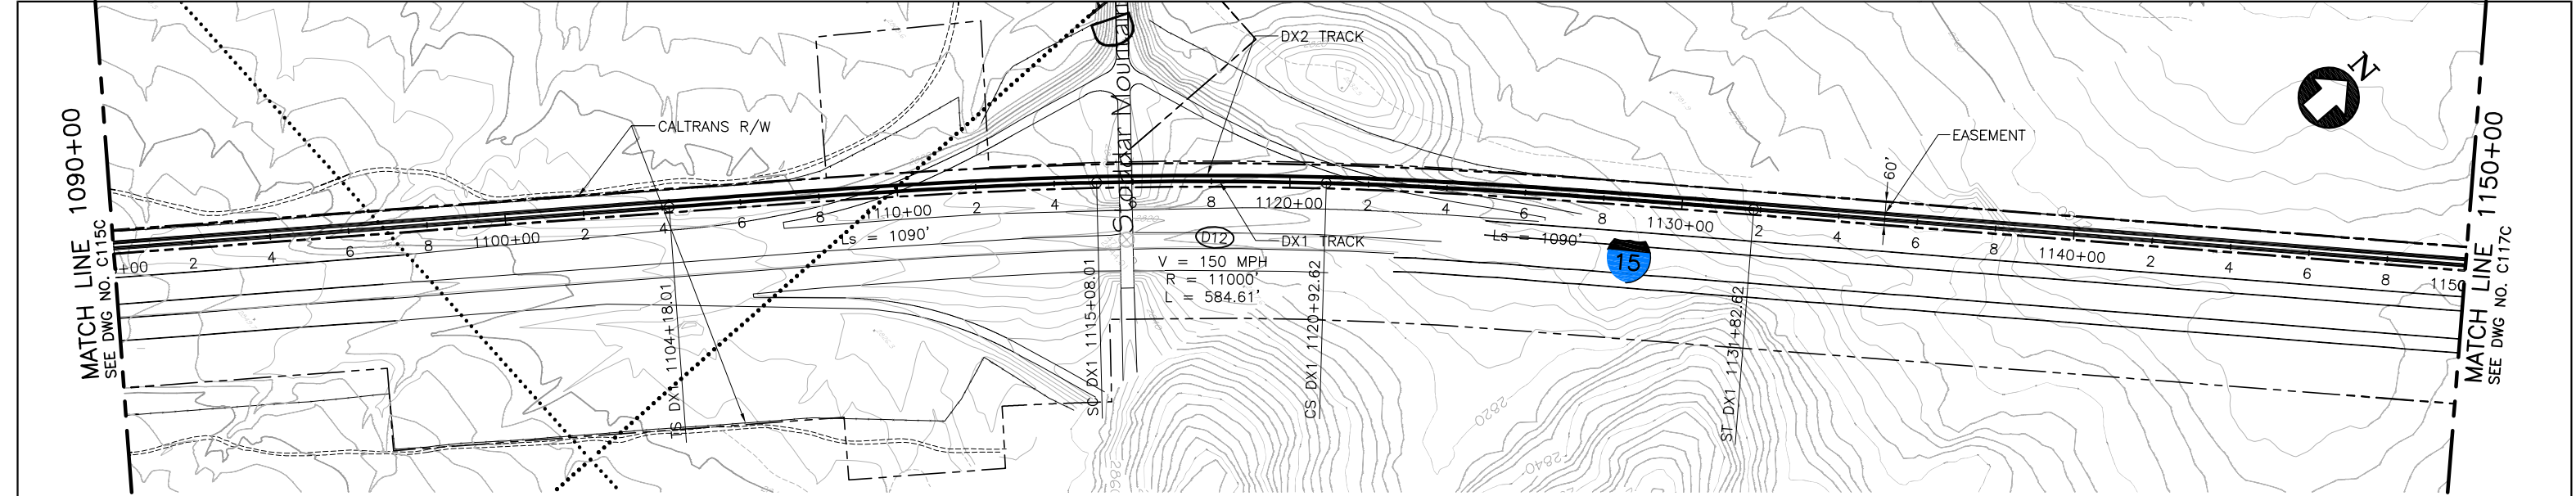 DX2 TRACK
N
CALTRANS R/W
EASEMENT
60'
MATCH LINE 1090+00
SEE DWG NO. C115C
MATCH LINE 1150+00
SEE DWG NO. C117C
+00 2 4 6 8 1100+00 2 4 6 8 1110+00 2 4 6 8 1120+00 2 4 6 8 1130+00 2 4 6 8 1140+00 2 4 6 8 1150
Ls = 1090'
D12
DX1 TRACK
Ls = 1090'
15
V = 150 MPH
R = 11000'
L = 584.61'
TS DX1 1104+18.01
SC DX1 1115+08.01
CS DX1 1120+92.62
ST DX1 1131+82.62
2820
2840
2860